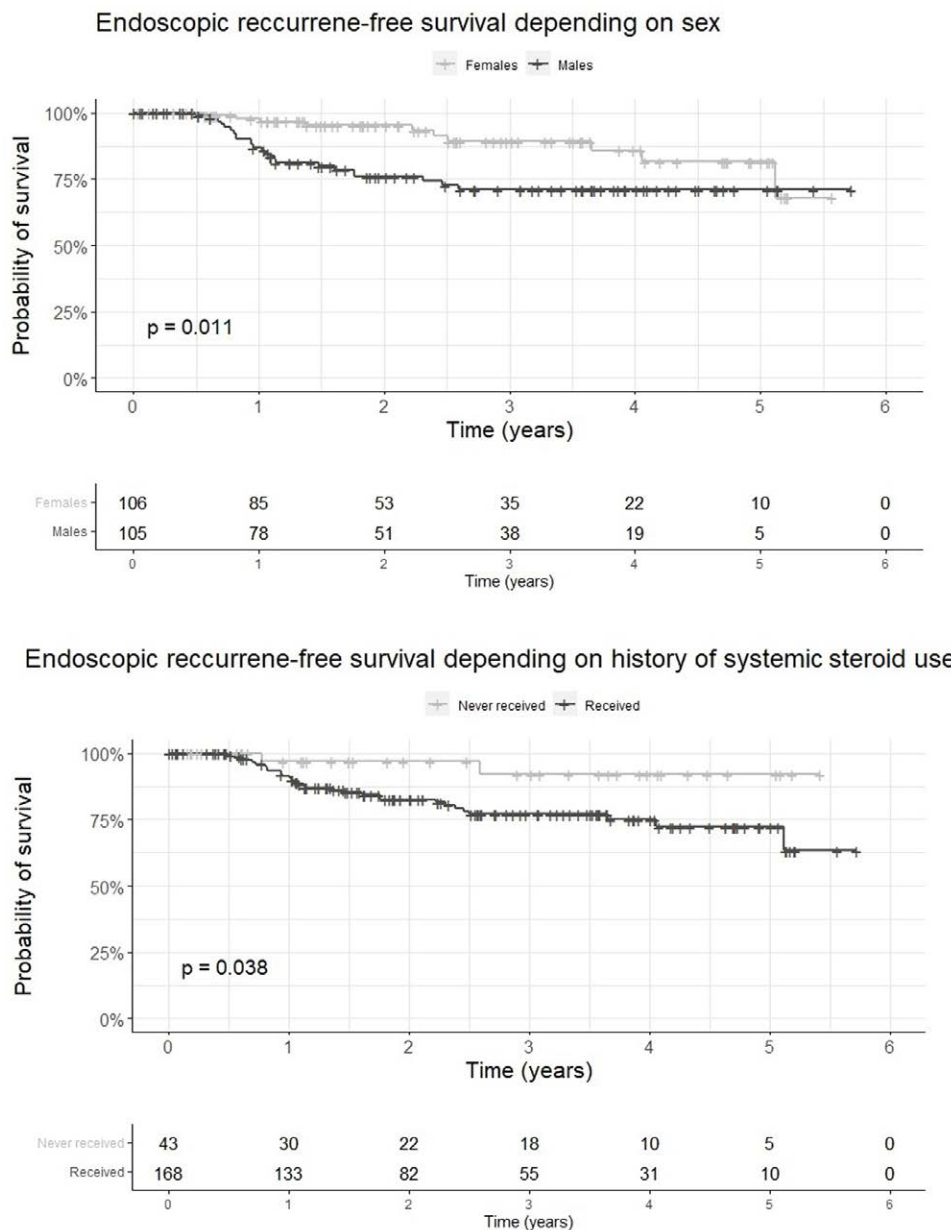 Endoscopic reccurrene-free survival depending on sex
Females Males
Probability of survival
100%
75%
50%
25%
0%
p = 0.011
0 1 2 3 4 5 6
Time (years)
Females 106 85 53 35 22 10 0
Males 105 78 51 38 19 5 0
0 1 2 3 4 5 6
Time (years)
Endoscopic reccurrene-free survival depending on history of systemic steroid use
Never received Received
Probability of survival
100%
75%
50%
25%
0%
p = 0.038
0 1 2 3 4 5 6
Time (years)
Never received 43 30 22 18 10 5 0
Received 168 133 82 55 31 10 0
0 1 2 3 4 5 6
Time (years)